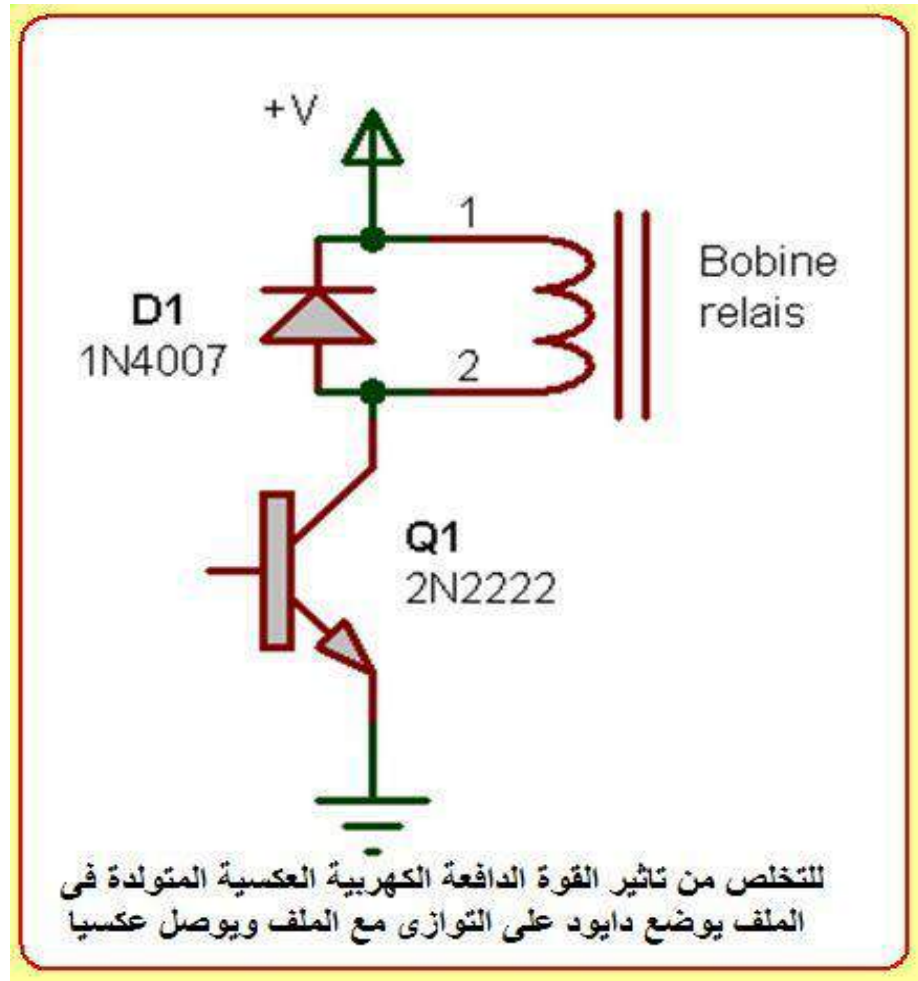 +V
1
Bobine
relais
D1
1N4007
2
Q1
2N2222
للتخلص من تاثير القوة الدافعة الكهربية العكسية المتولدة فى
الملف يوضع دايود على التوازى مع الملف ويوصل عكسيا